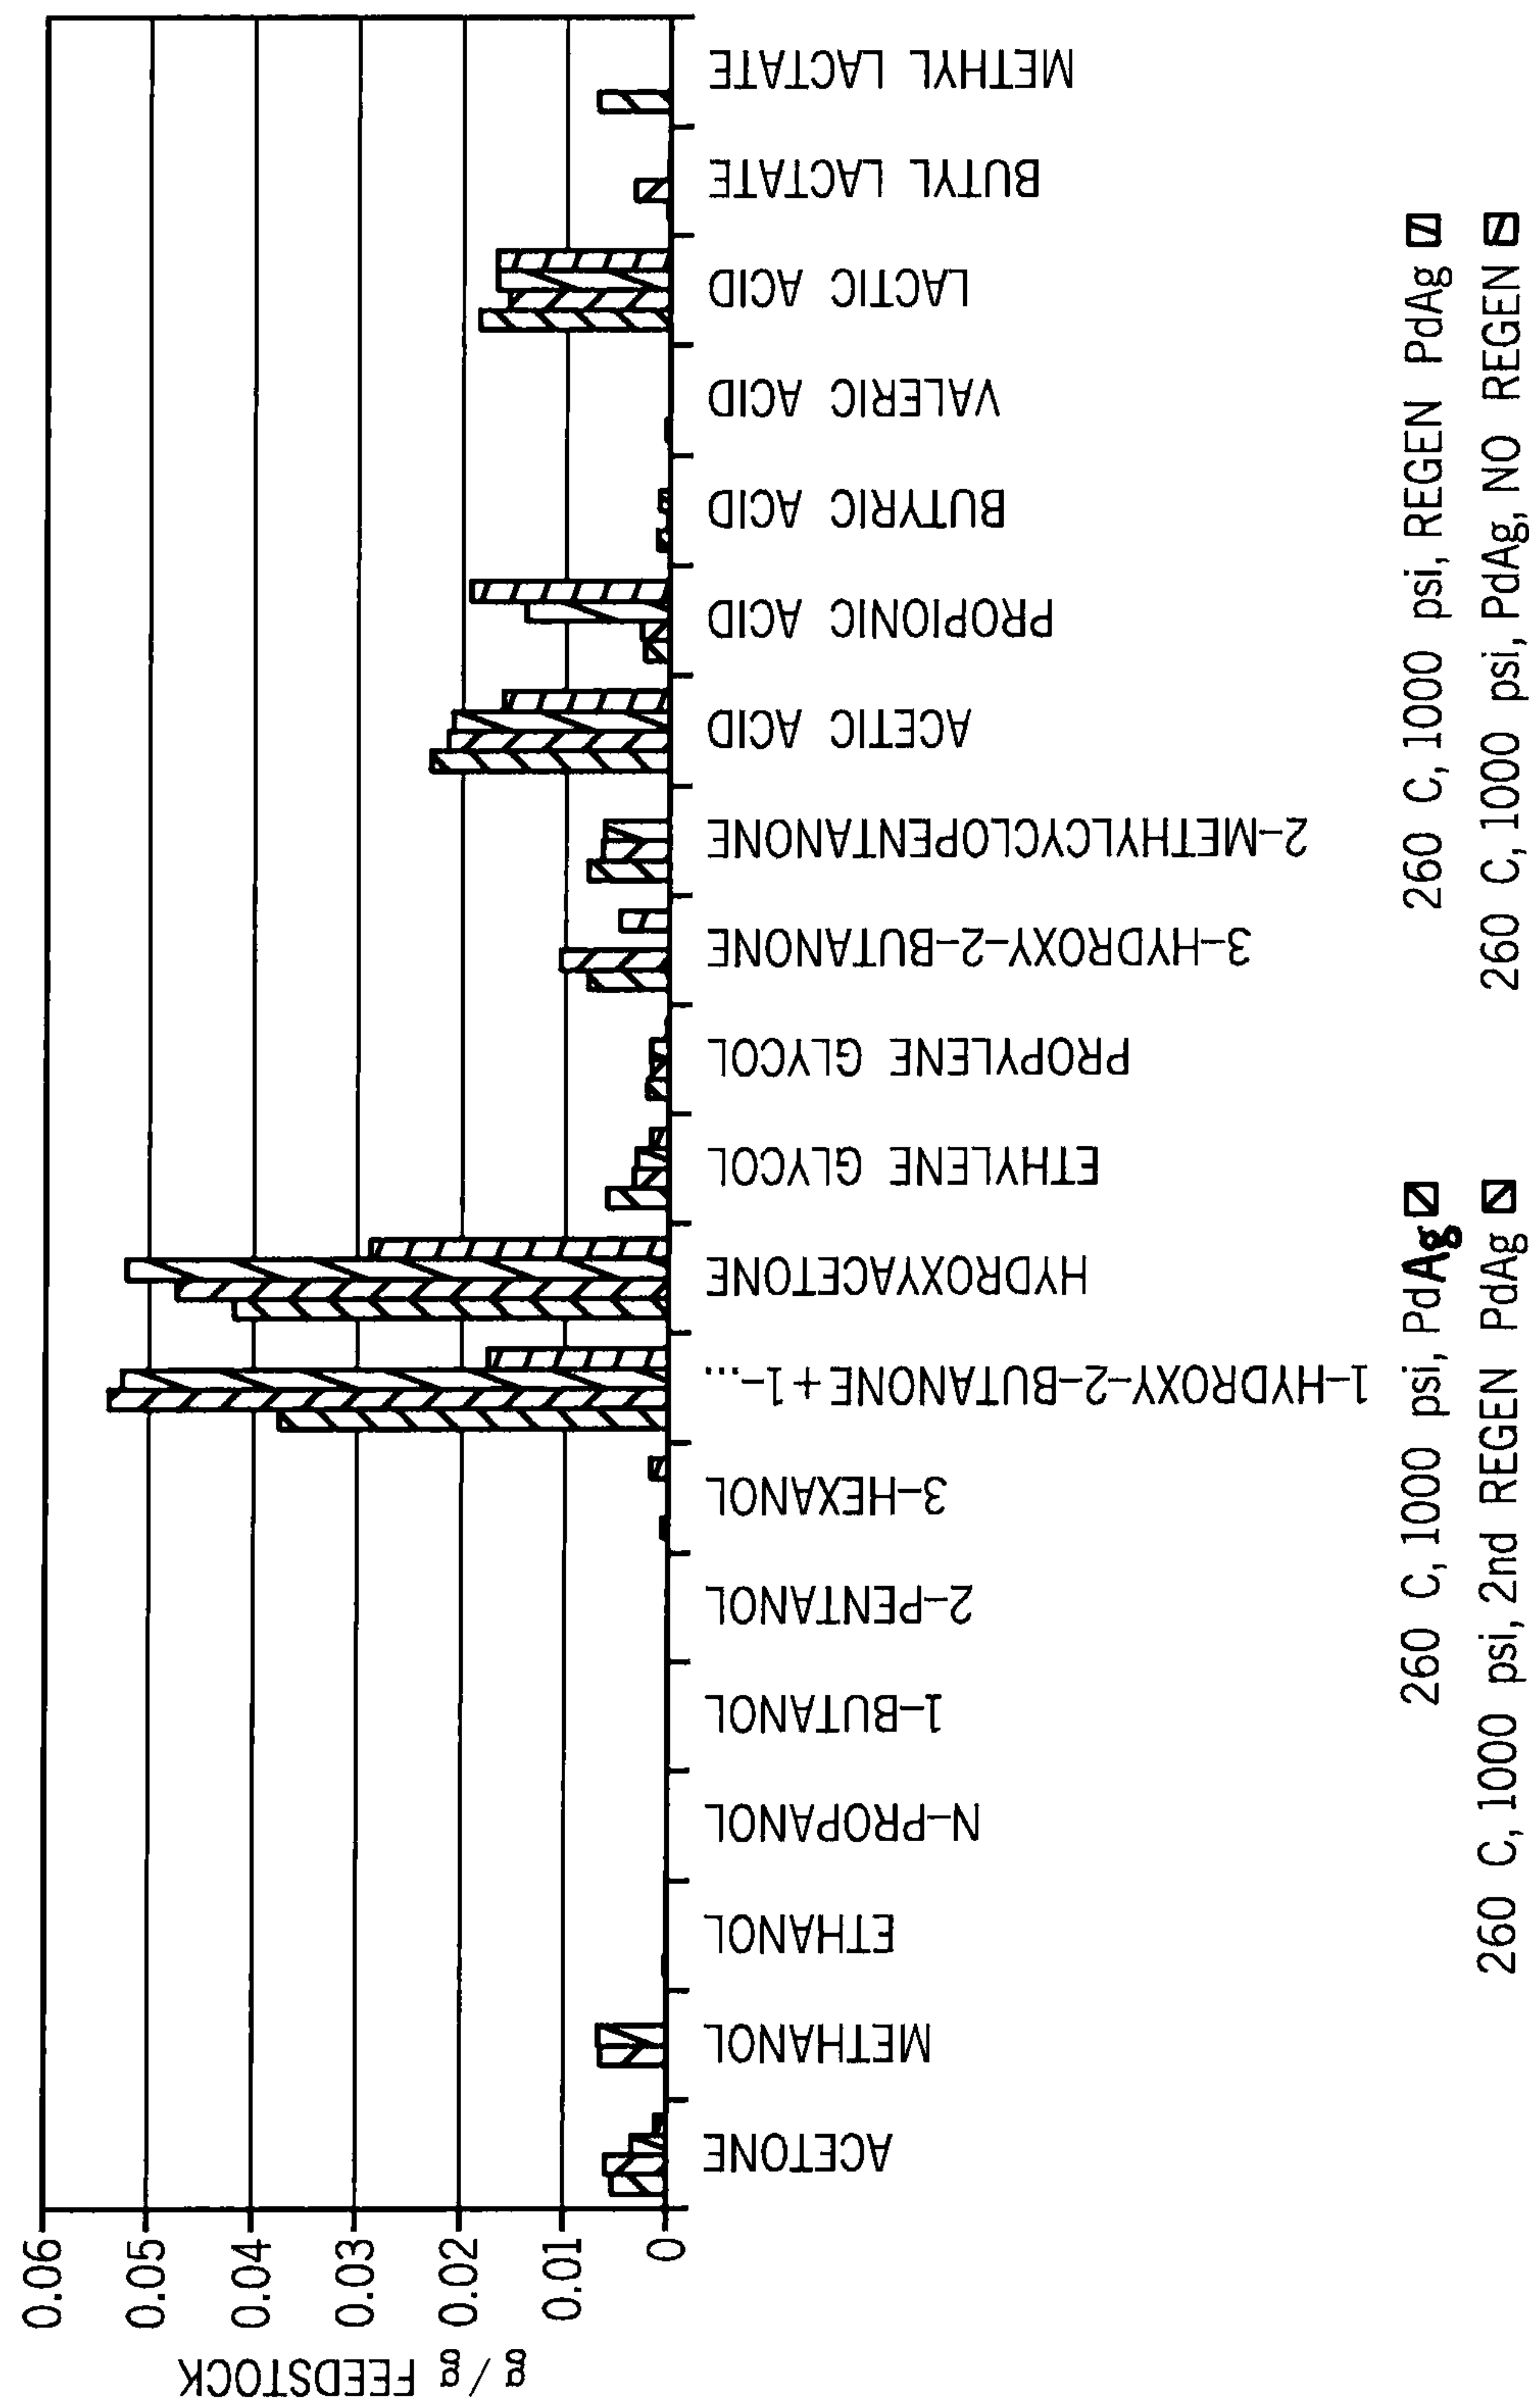 g / g FEEDSTOCK
0.06
0.05
0.04
0.03
0.02
0.01
0
ACETONE
METHANOL
ETHANOL
N-PROPANOL
1-BUTANOL
2-PENTANOL
3-HEXANOL
1-HYDROXY-2-BUTANONE+1-...
HYDROXYACETONE
ETHYLENE GLYCOL
PROPYLENE GLYCOL
3-HYDROXY-2-BUTANONE
2-METHYLCYCLOPENTANONE
ACETIC ACID
PROPIONIC ACID
BUTYRIC ACID
VALERIC ACID
LACTIC ACID
BUTYL LACTATE
METHYL LACTATE
260 C, 1000 psi, PdAg
260 C, 1000 psi, REGEN PdAg
260 C, 1000 psi, 2nd REGEN PdAg
260 C, 1000 psi, PdAg, NO REGEN